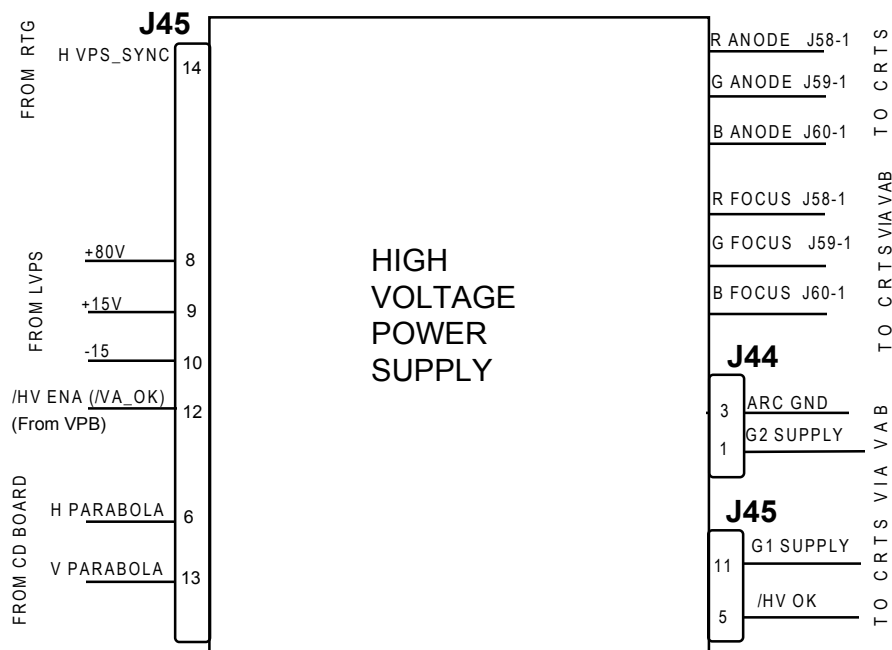 J45
FROM RTG
H VPS_SYNC
14
FROM LVPS
+80V
8
+15V
9
-15
10
/HV ENA (/VA_OK)
(From VPB)
12
FROM CD BOARD
H PARABOLA
6
V PARABOLA
13
HIGH
VOLTAGE
POWER
SUPPLY
R ANODE J58-1
G ANODE J59-1
B ANODE J60-1
TO CRTS
R FOCUS J58-1
G FOCUS J59-1
B FOCUS J60-1
TO CRTS VIA VAB
J44
3
ARC GND
1
G2 SUPPLY
J45
11
G1 SUPPLY
5
/HV OK
TO CRTS VIA VAB